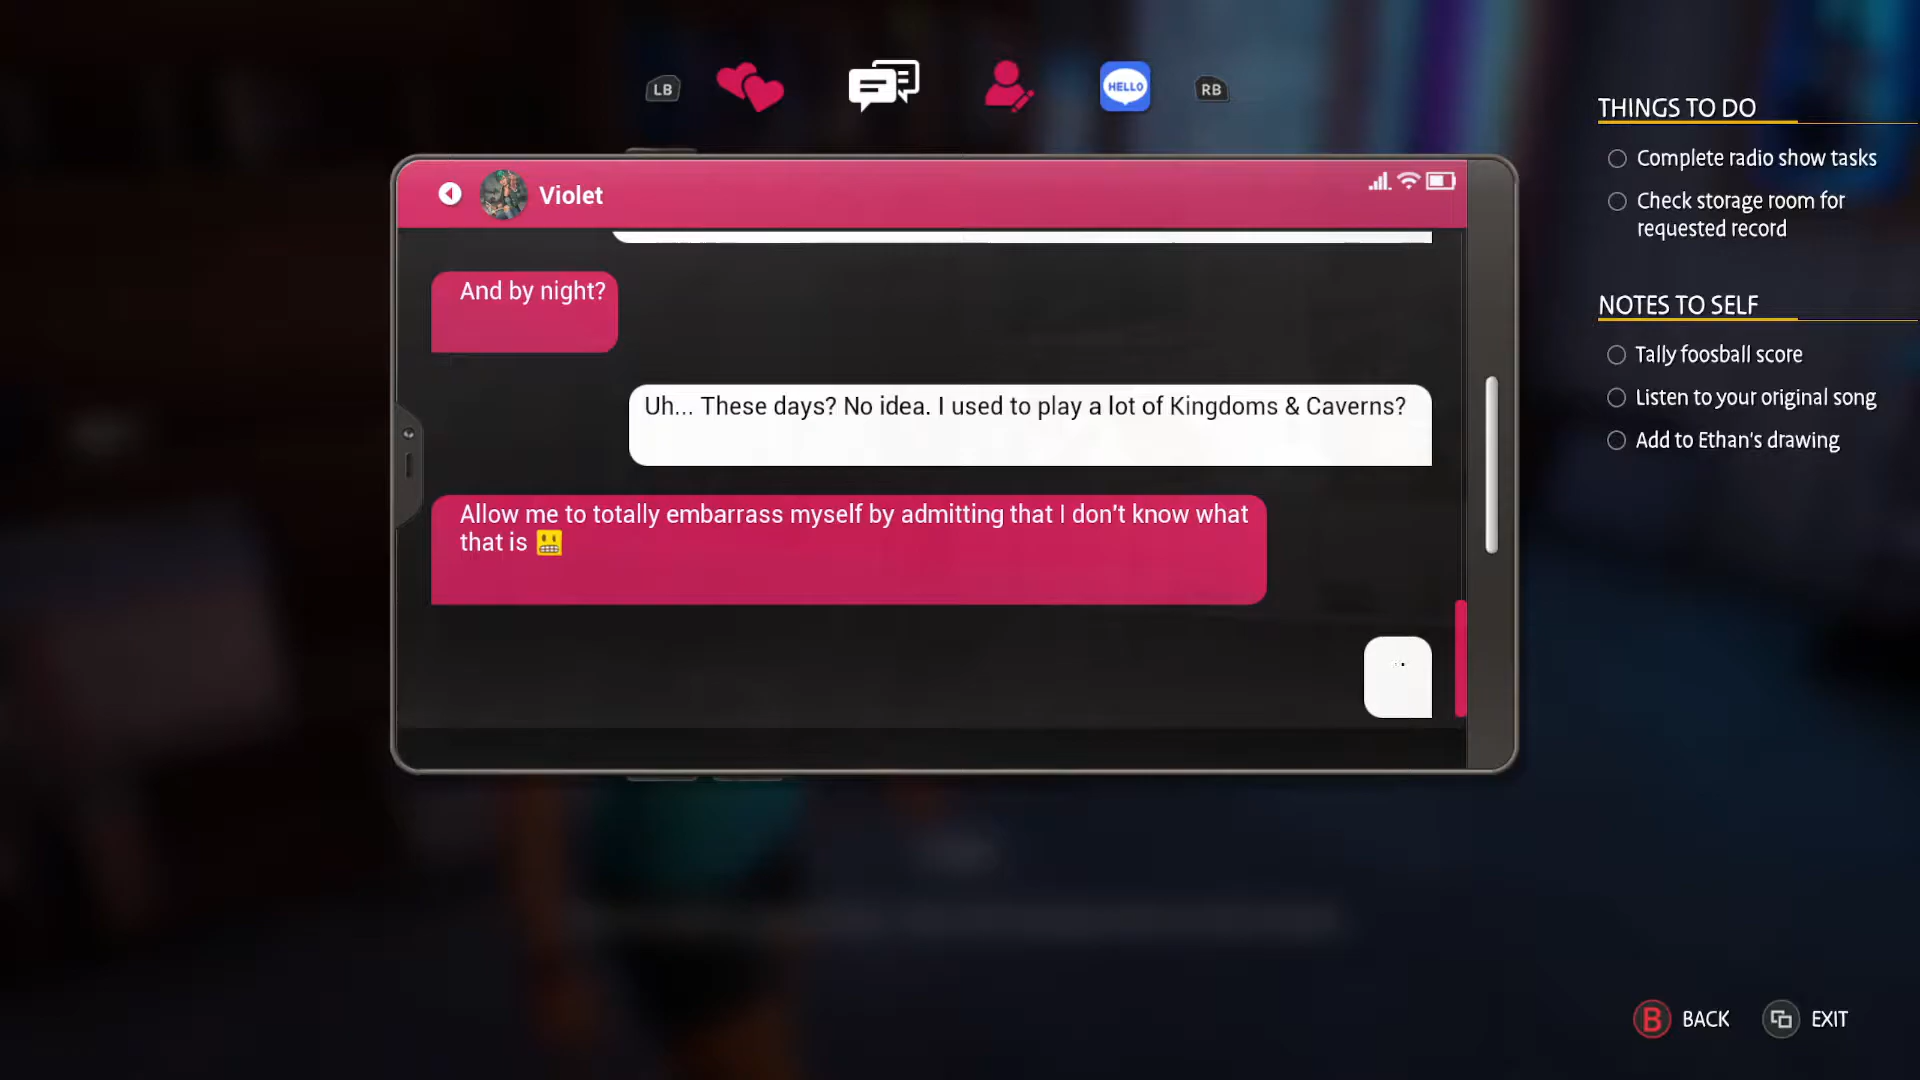 LB
HELLO
RB
THINGS TO DO
Complete radio show tasks
Check storage room for
requested record
NOTES TO SELF
Tally foosball score
Listen to your original song
Add to Ethan's drawing
Violet
And by night?
Uh... These days? No idea. I used to play a lot of Kingdoms & Caverns?
Allow me to totally embarrass myself by admitting that I don't know what
that is 😬
B BACK
EXIT